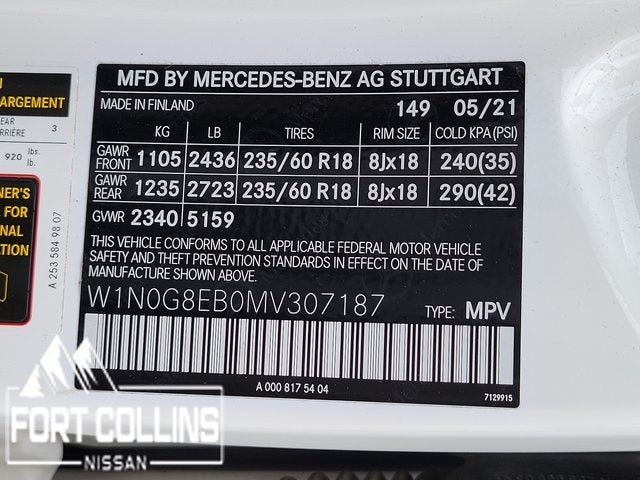 MFD BY MERCEDES-BENZ AG STUTTGART
MADE IN FINLAND 149 05/21
KG LB TIRES RIM SIZE COLD KPA (PSI)
GAWR FRONT 1105 2436 235/60 R18 8Jx18 240(35)
GAWR REAR 1235 2723 235/60 R18 8Jx18 290(42)
GVWR 2340 5159
THIS VEHICLE CONFORMS TO ALL APPLICABLE FEDERAL MOTOR VEHICLE
SAFETY AND THEFT PREVENTION STANDARDS IN EFFECT ON THE DATE
OF MANUFACTURE SHOWN ABOVE.
W1N0G8EB0MV307187 TYPE: MPV
A 000 817 54 04
7129915
ARGEMENT
EAR 3
RRIÈRE
920 lbs.
lb.
NER'S
FOR
NAL
ATION
A 253 584 98 07
FORT COLLINS
NISSAN